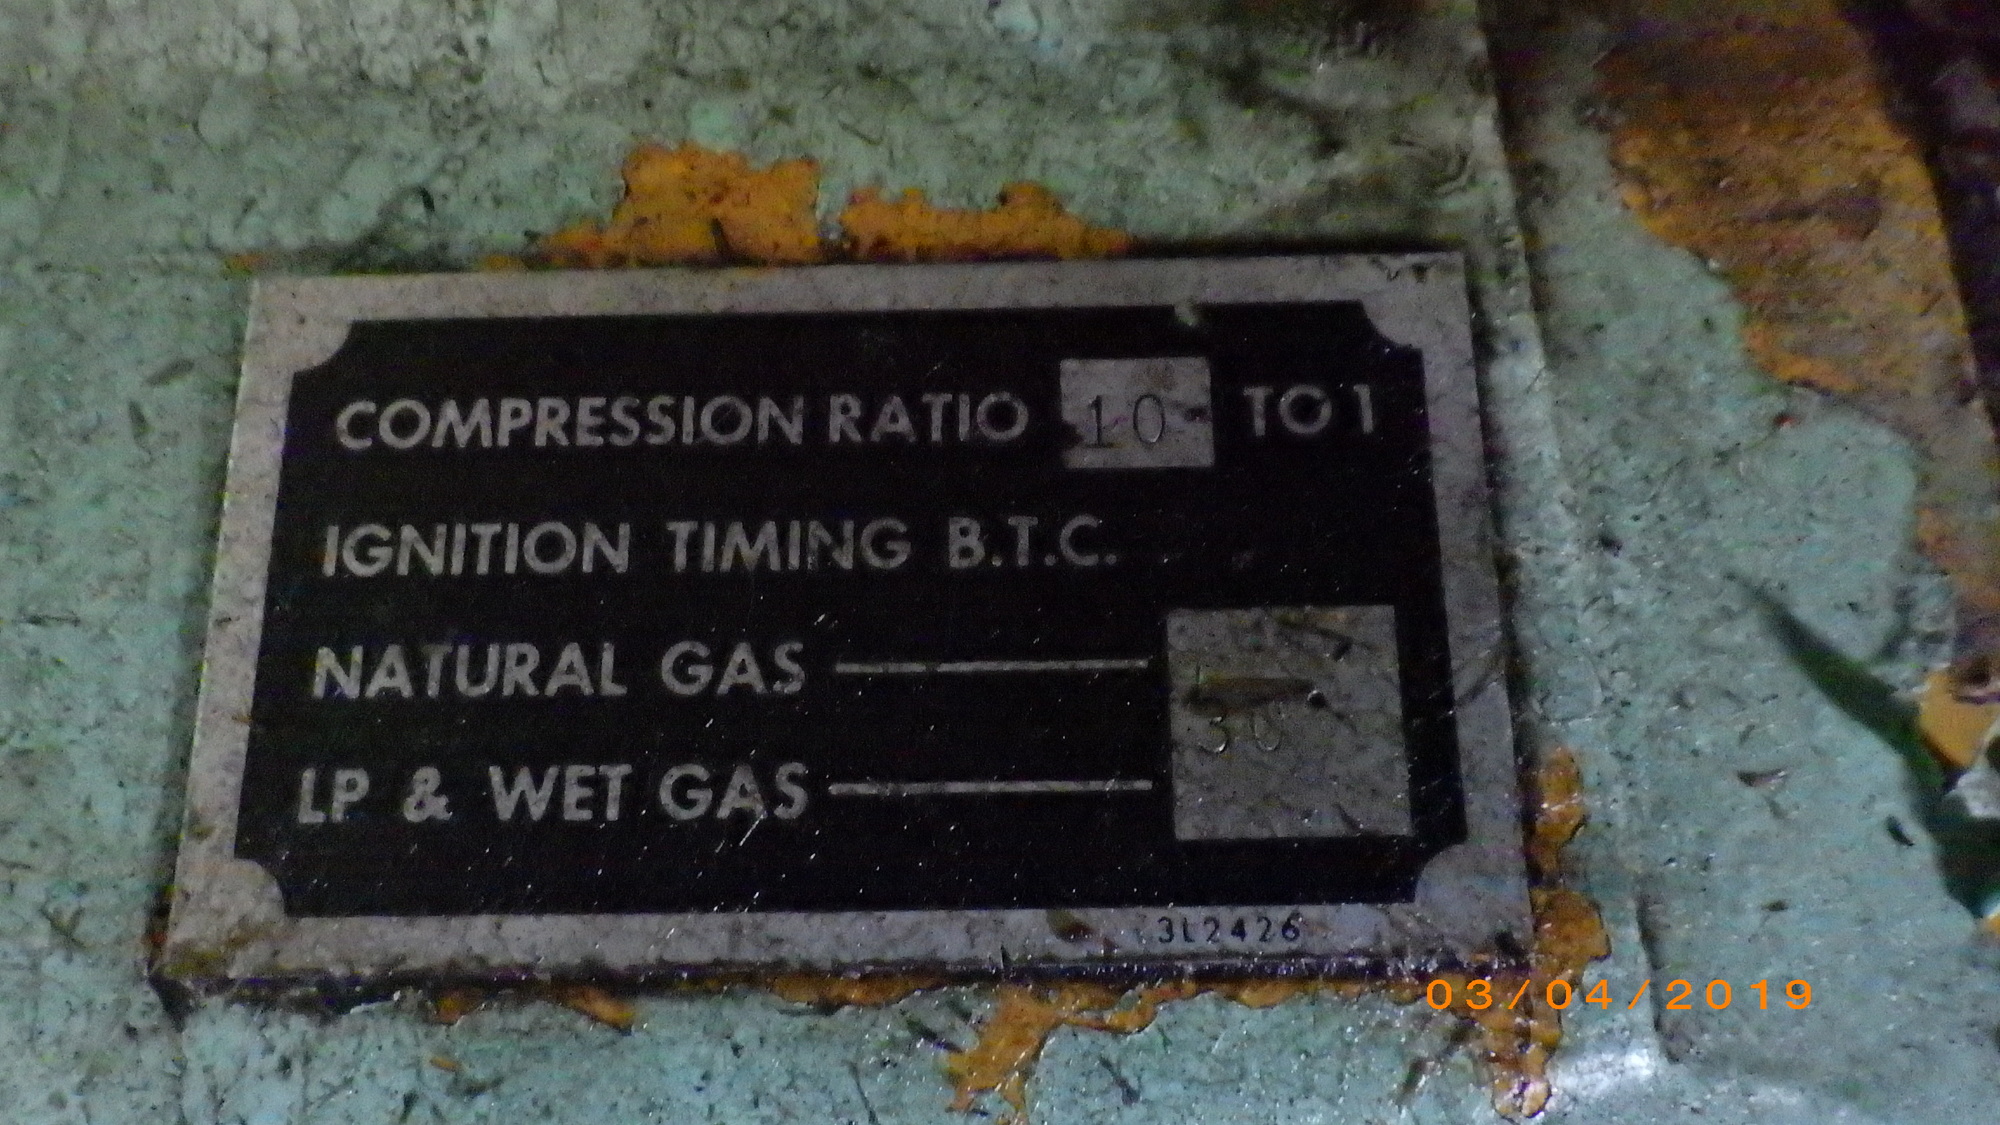 COMPRESSION RATIO 10 TO 1
IGNITION TIMING B.T.C.
NATURAL GAS
30
LP & WET GAS
3L2426
03/04/2019